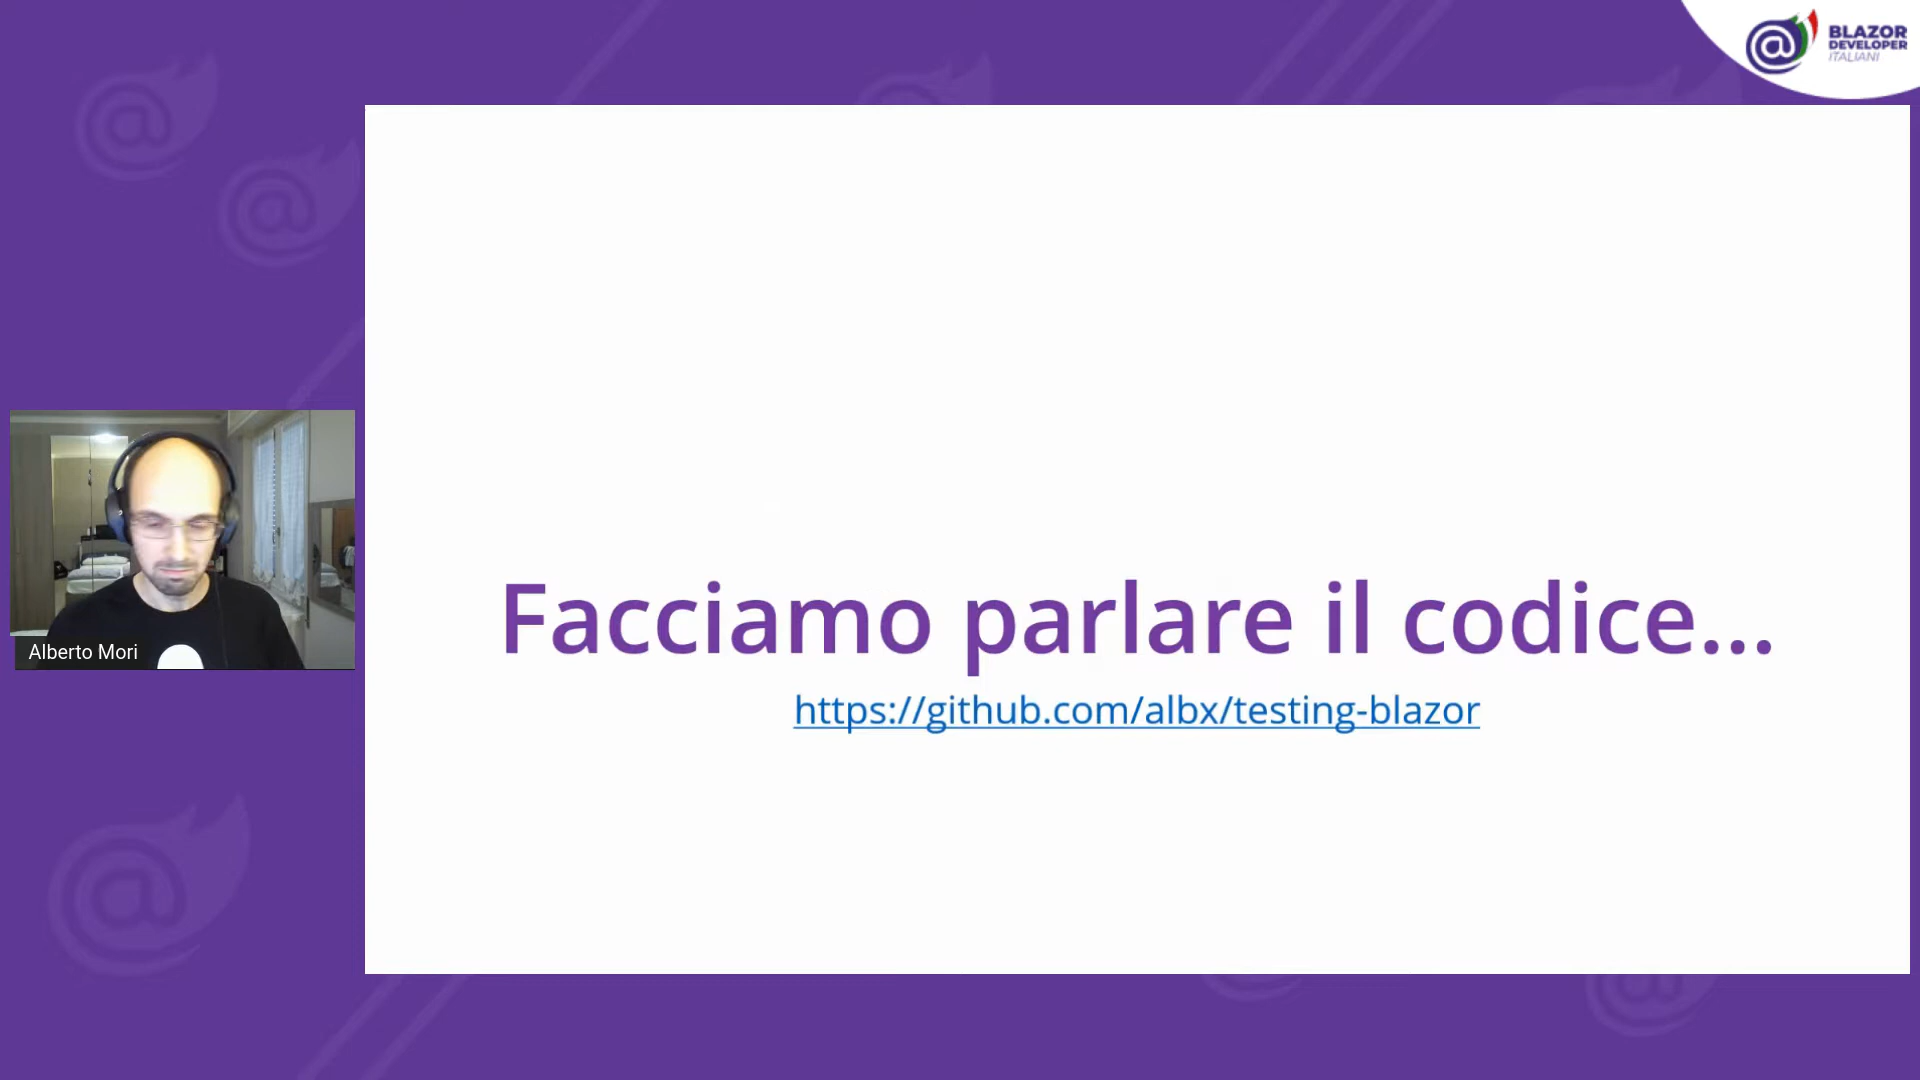 BLAZOR
DEVELOPER
ITALIANI
Facciamo parlare il codice...
https://github.com/albx/testing-blazor
Alberto Mori